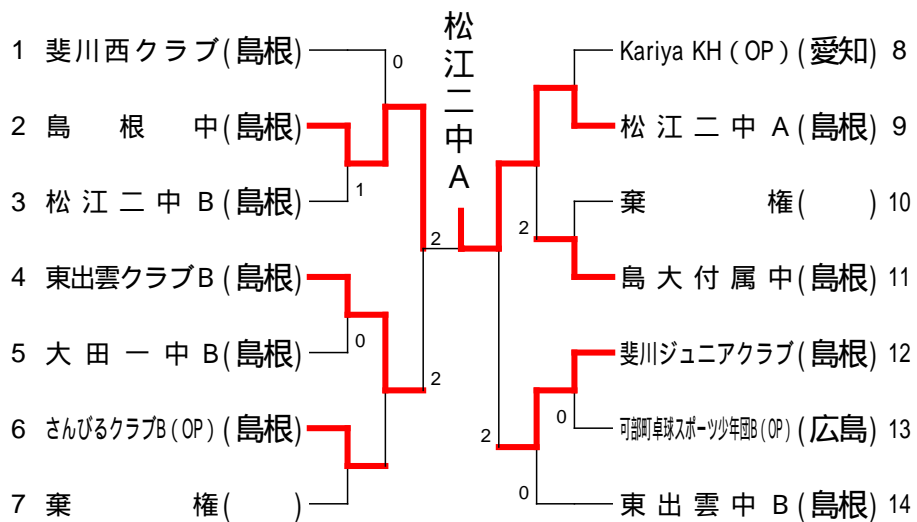 松江二中A
1 斐川西クラブ(島根)
2 島根中(島根)
3 松江二中B(島根)
4 東出雲クラブB(島根)
5 大田一中B(島根)
6 さんびるクラブB(OP)(島根)
7 棄権( )
0
1
0
2
2
Kariya KH(OP)(愛知) 8
松江二中A(島根) 9
棄権( ) 10
島大付属中(島根) 11
斐川ジュニアクラブ(島根) 12
可部町卓球スポーツ少年団B(OP)(広島) 13
東出雲中B(島根) 14
2
0
2
0